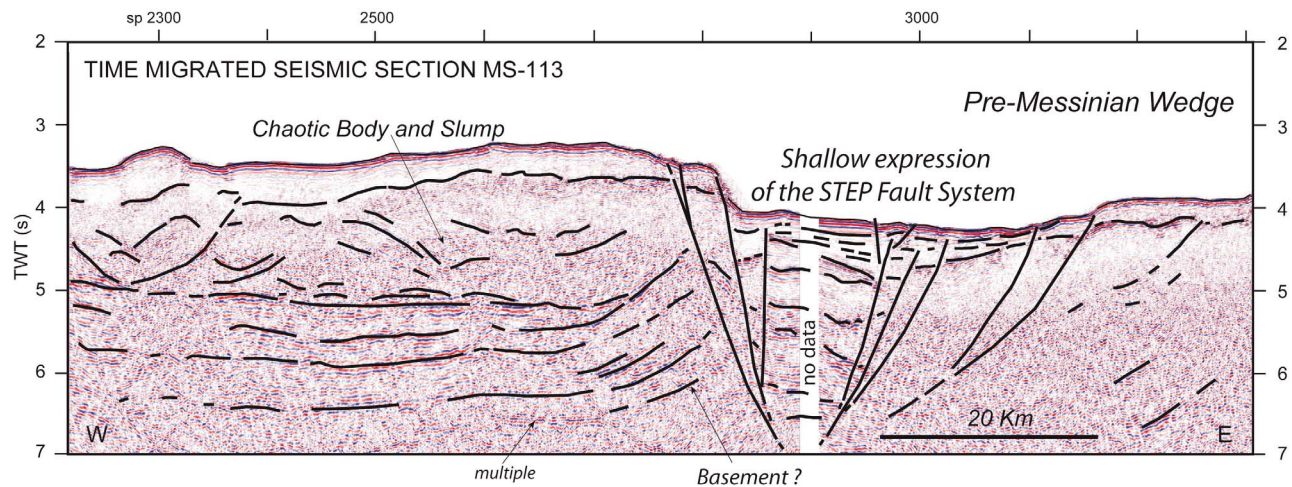 sp 2300 2500 3000
2 2
TIME MIGRATED SEISMIC SECTION MS-113
Pre-Messinian Wedge
3 3
Chaotic Body and Slump
Shallow expression
of the STEP Fault System
4 4
TWT (s)
5 5
no data
6 6
20 Km
W E
7 7
multiple
Basement ?